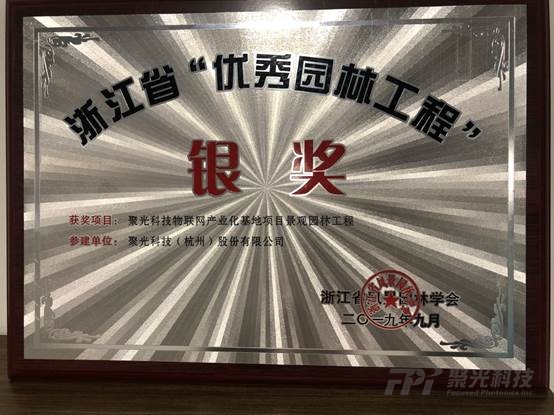 浙江省“优秀园林工程”
银奖
获奖项目：聚光科技物联网产业化基地项目景观园林工程
参建单位：聚光科技（杭州）股份有限公司
浙江省风景园林学会
二〇一九年九月
FPI 聚光科技
Focused Photonics Inc.